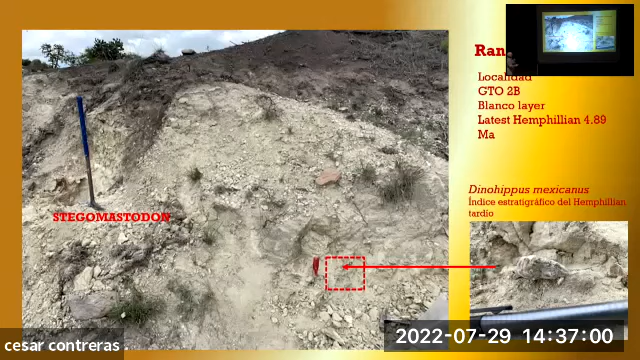 Localidad
GTO 2B
Blanco layer
Latest Hemphillian 4.89
Ma
Dinohippus mexicanus
Índice estratigráfico del Hemphillian
tardío
STEGOMASTODON
2022-07-29 14:37:00
cesar contreras